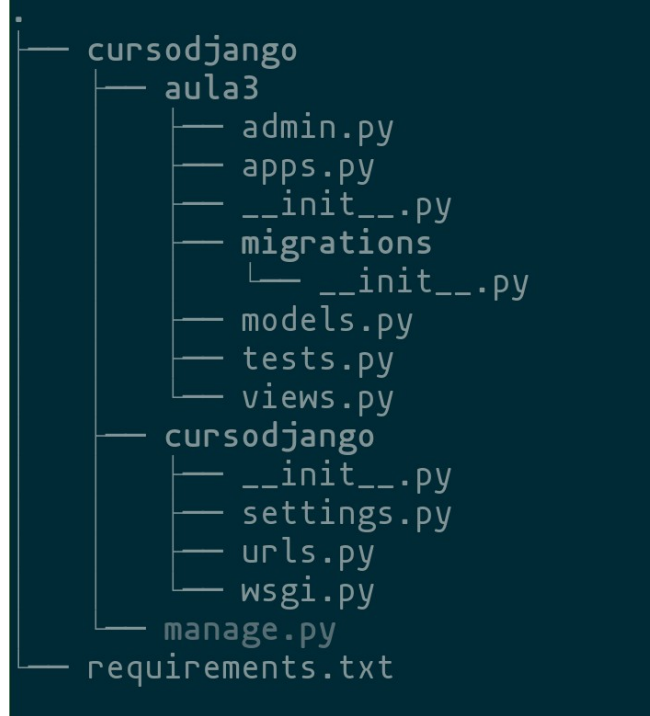 .
├── cursodjango
│   ├── aula3
│   │   ├── admin.py
│   │   ├── apps.py
│   │   ├── __init__.py
│   │   ├── migrations
│   │   │   └── __init__.py
│   │   ├── models.py
│   │   ├── tests.py
│   │   └── views.py
│   ├── cursodjango
│   │   ├── __init__.py
│   │   ├── settings.py
│   │   ├── urls.py
│   │   └── wsgi.py
│   └── manage.py
└── requirements.txt